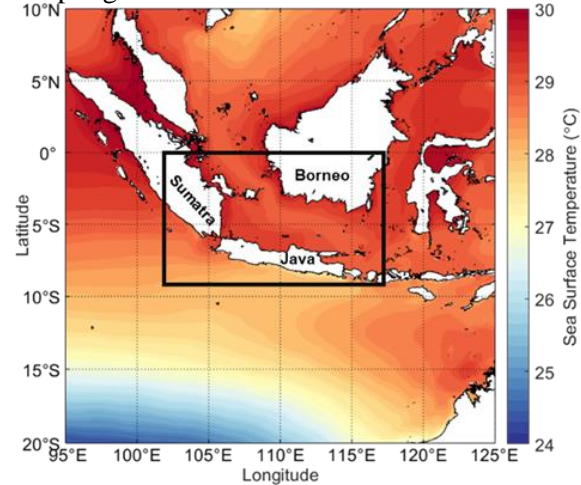 10°N
5°N
0°
5°S
10°S
15°S
20°S
Latitude
95°E 100°E 105°E 110°E 115°E 120°E 125°E
Longitude
Sumatra
Borneo
Java
30
29
28
27
26
25
24
Sea Surface Temperature (°C)